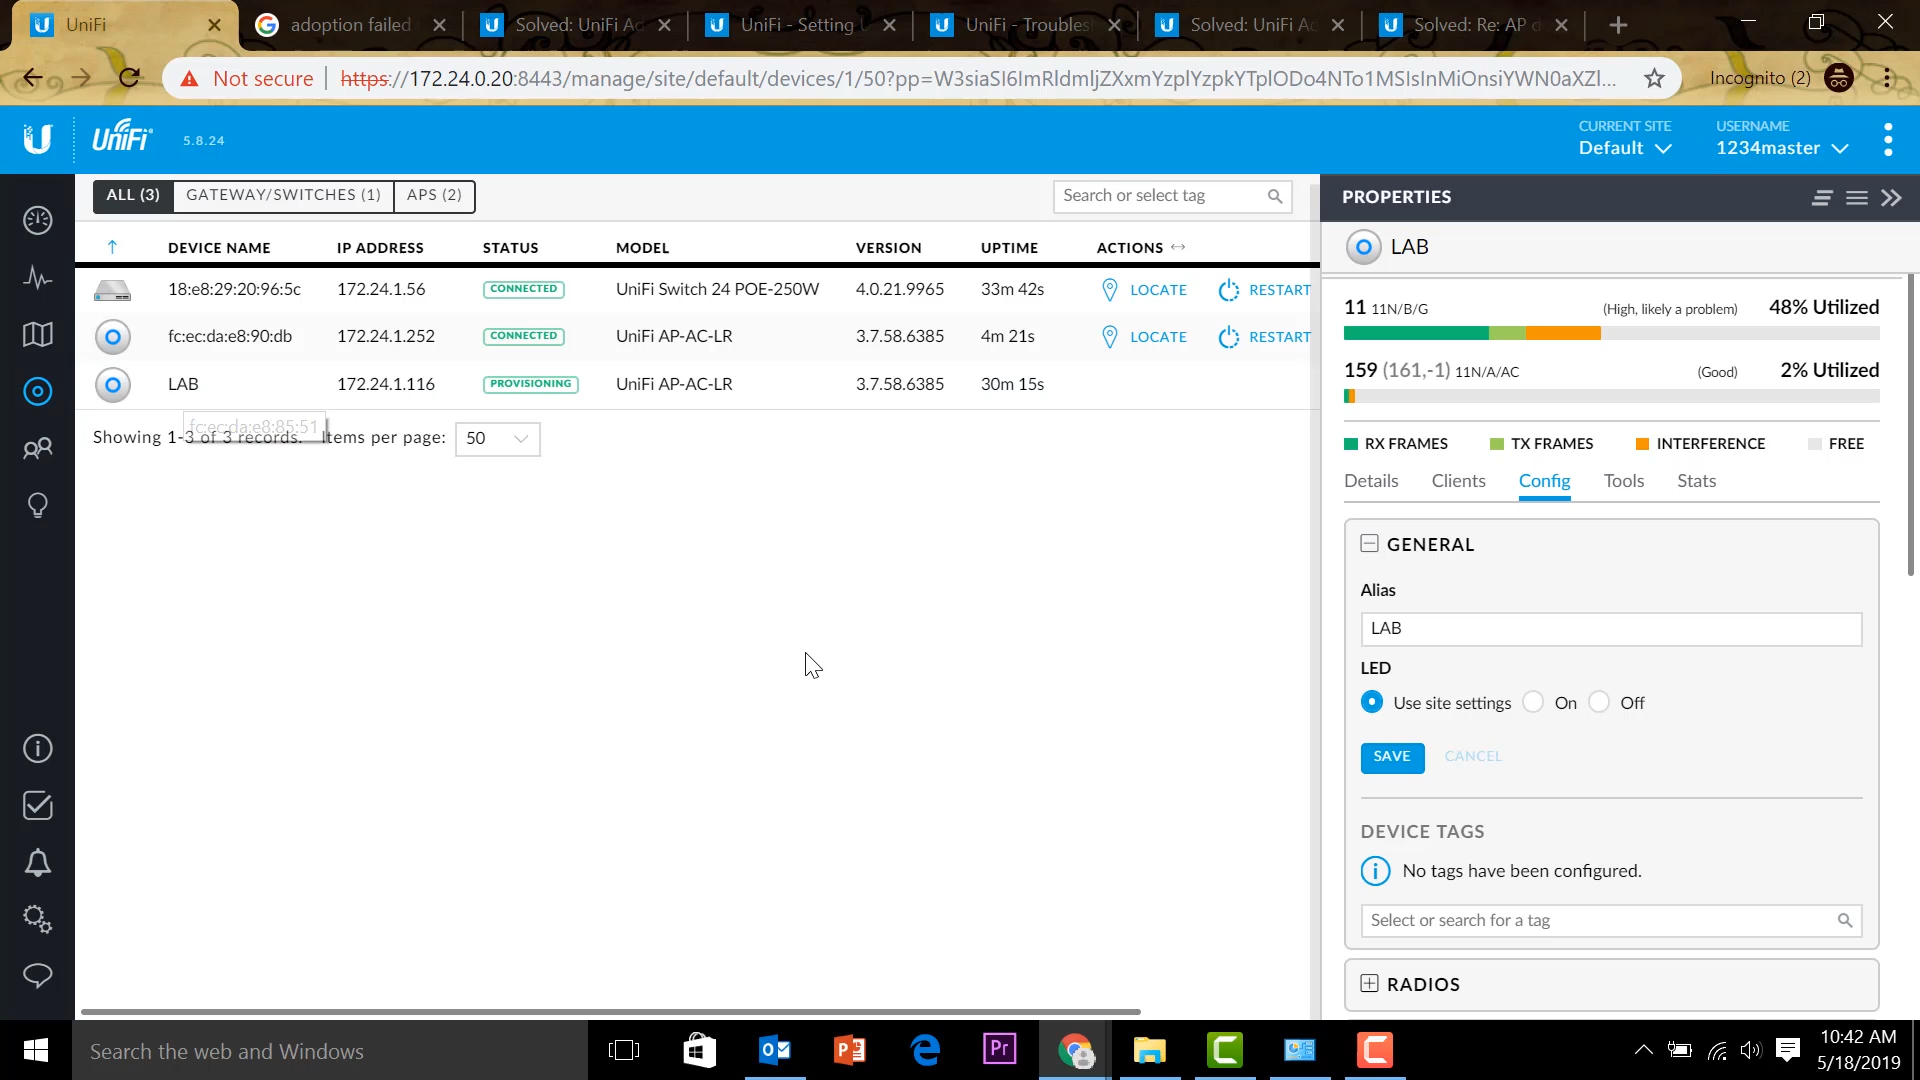 UniFi
adoption failed
Solved: UniFi Ad
UniFi - Setting U
UniFi - Troubles
Solved: UniFi Ad
Solved: Re: AP d
Not secure
https://172.24.0.20:8443/manage/site/default/devices/1/50?pp=W3siaSI6ImRldmljZXxmYzplYzpkYTplODo4NTo1MSIsInMiOnsiYWN0aXZl...
Incognito (2)
UniFi
5.8.24
CURRENT SITE
Default
USERNAME
1234master
ALL (3)
GATEWAY/SWITCHES (1)
APS (2)
Search or select tag
DEVICE NAME IP ADDRESS STATUS MODEL VERSION UPTIME ACTIONS
18:e8:29:20:96:5c 172.24.1.56 CONNECTED UniFi Switch 24 POE-250W 4.0.21.9965 33m 42s LOCATE RESTART
fc:ec:da:e8:90:db 172.24.1.252 CONNECTED UniFi AP-AC-LR 3.7.58.6385 4m 21s LOCATE RESTART
LAB 172.24.1.116 PROVISIONING UniFi AP-AC-LR 3.7.58.6385 30m 15s
fc:ec:da:e8:85:51
Showing 1-3 of 3 records. Items per page: 50
PROPERTIES
LAB
11 11N/B/G (High, likely a problem) 48% Utilized
159 (161,-1) 11N/A/AC (Good) 2% Utilized
RX FRAMES TX FRAMES INTERFERENCE FREE
Details Clients Config Tools Stats
GENERAL
Alias
LAB
LED
Use site settings On Off
SAVE CANCEL
DEVICE TAGS
No tags have been configured.
Select or search for a tag
RADIOS
Search the web and Windows
10:42 AM
5/18/2019